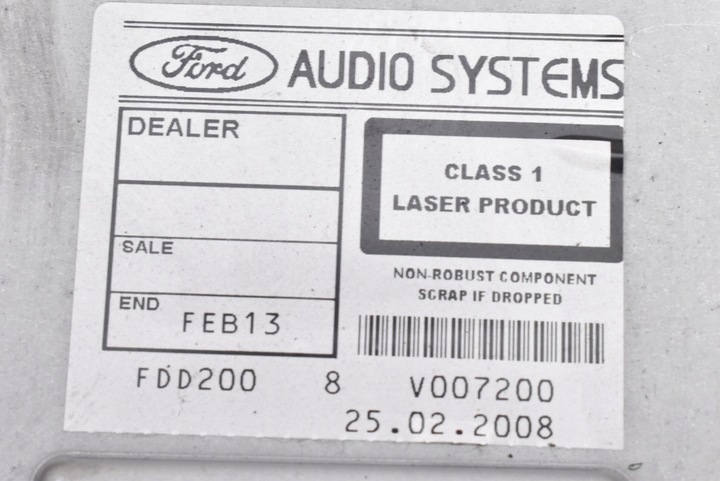 Ford AUDIO SYSTEMS
DEALER
SALE
END FEB13
CLASS 1
LASER PRODUCT
NON-ROBUST COMPONENT
SCRAP IF DROPPED
FDD200 8 V007200
25.02.2008